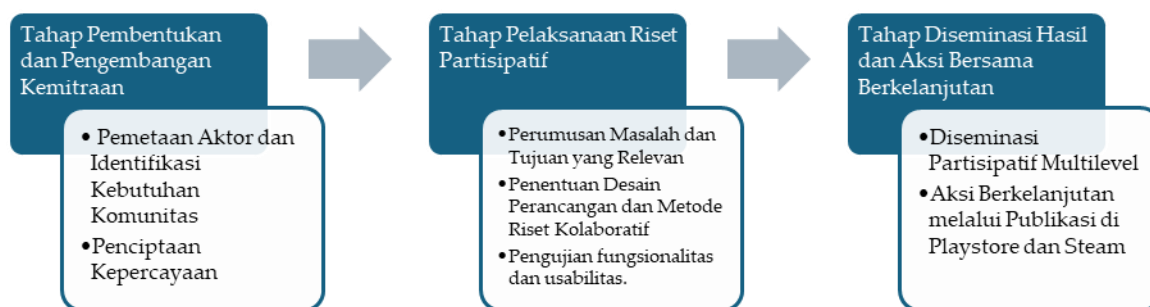 Tahap Pembentukan
dan Pengembangan
Kemitraan
• Pemetaan Aktor dan
Identifikasi
Kebutuhan
Komunitas
•Penciptaan
Kepercayaan
Tahap Pelaksanaan Riset
Partisipatif
•Perumusan Masalah dan
Tujuan yang Relevan
•Penentuan Desain
Perancangan dan Metode
Riset Kolaboratif
•Pengujian fungsionalitas
dan usabilitas.
Tahap Diseminasi Hasil
dan Aksi Bersama
Berkelanjutan
•Diseminasi
Partisipatif Multilevel
•Aksi Berkelanjutan
melalui Publikasi di
Playstore dan Steam